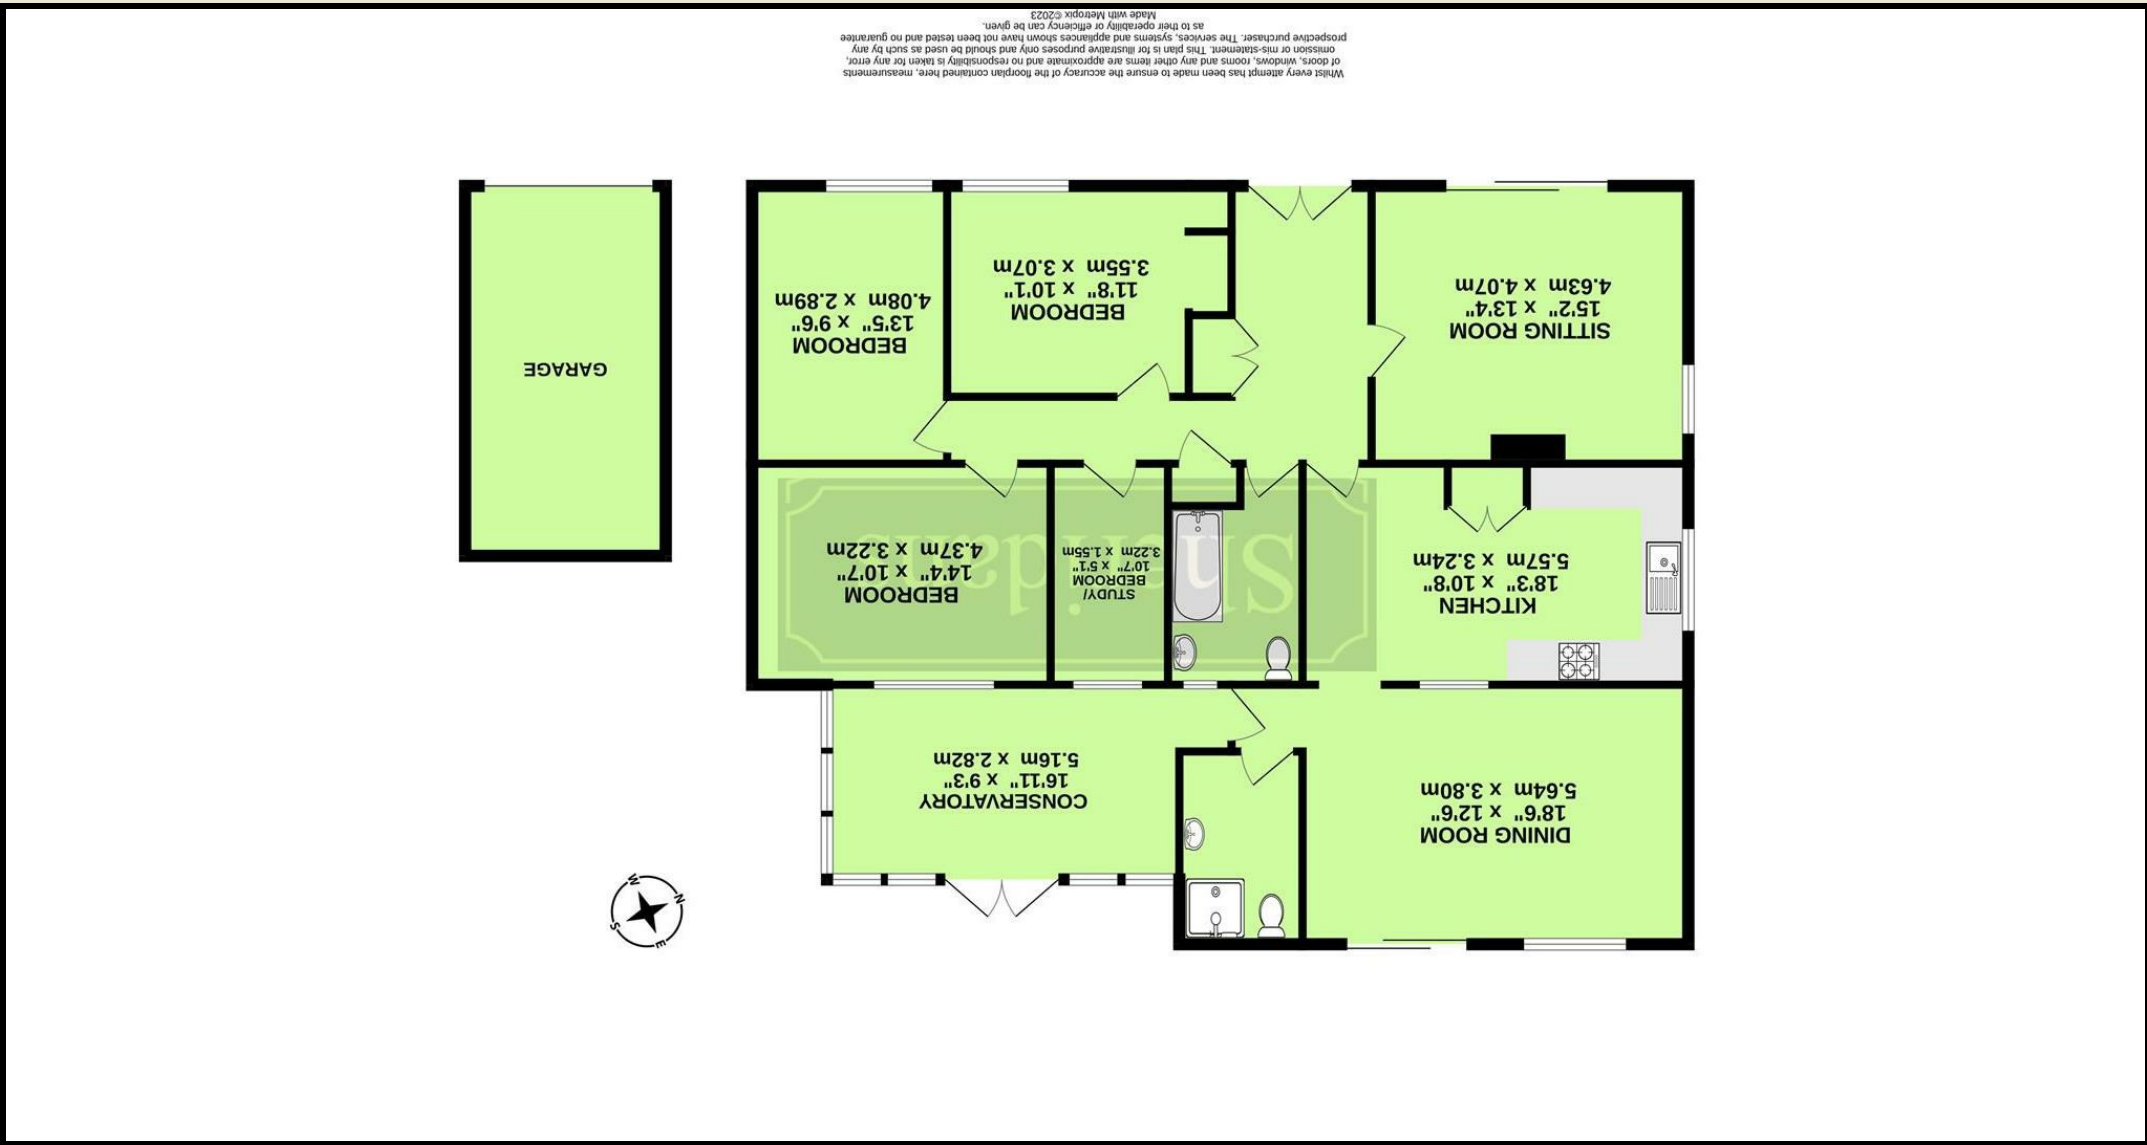 DINING ROOM
18'6" x 12'6"
5.64m x 3.80m
CONSERVATORY
16'11" x 9'3"
5.16m x 2.82m
KITCHEN
18'3" x 10'8"
5.57m x 3.24m
STUDY/
BEDROOM
10'7" x 5'1"
3.22m x 1.55m
BEDROOM
14'4" x 10'7"
4.37m x 3.22m
Sheridans
SITTING ROOM
15'2" x 13'4"
4.63m x 4.07m
BEDROOM
11'8" x 10'1"
3.55m x 3.07m
BEDROOM
13'5" x 9'6"
4.08m x 2.89m
GARAGE
N
E
S
W
Whilst every attempt has been made to ensure the accuracy of the floorplan contained here, measurements
of doors, windows, rooms and any other items are approximate and no responsibility is taken for any error,
omission or mis-statement. This plan is for illustrative purposes only and should be used as such by any
prospective purchaser. The services, systems and appliances shown have not been tested and no guarantee
as to their operability or efficiency can be given.
Made with Metropix ©2023